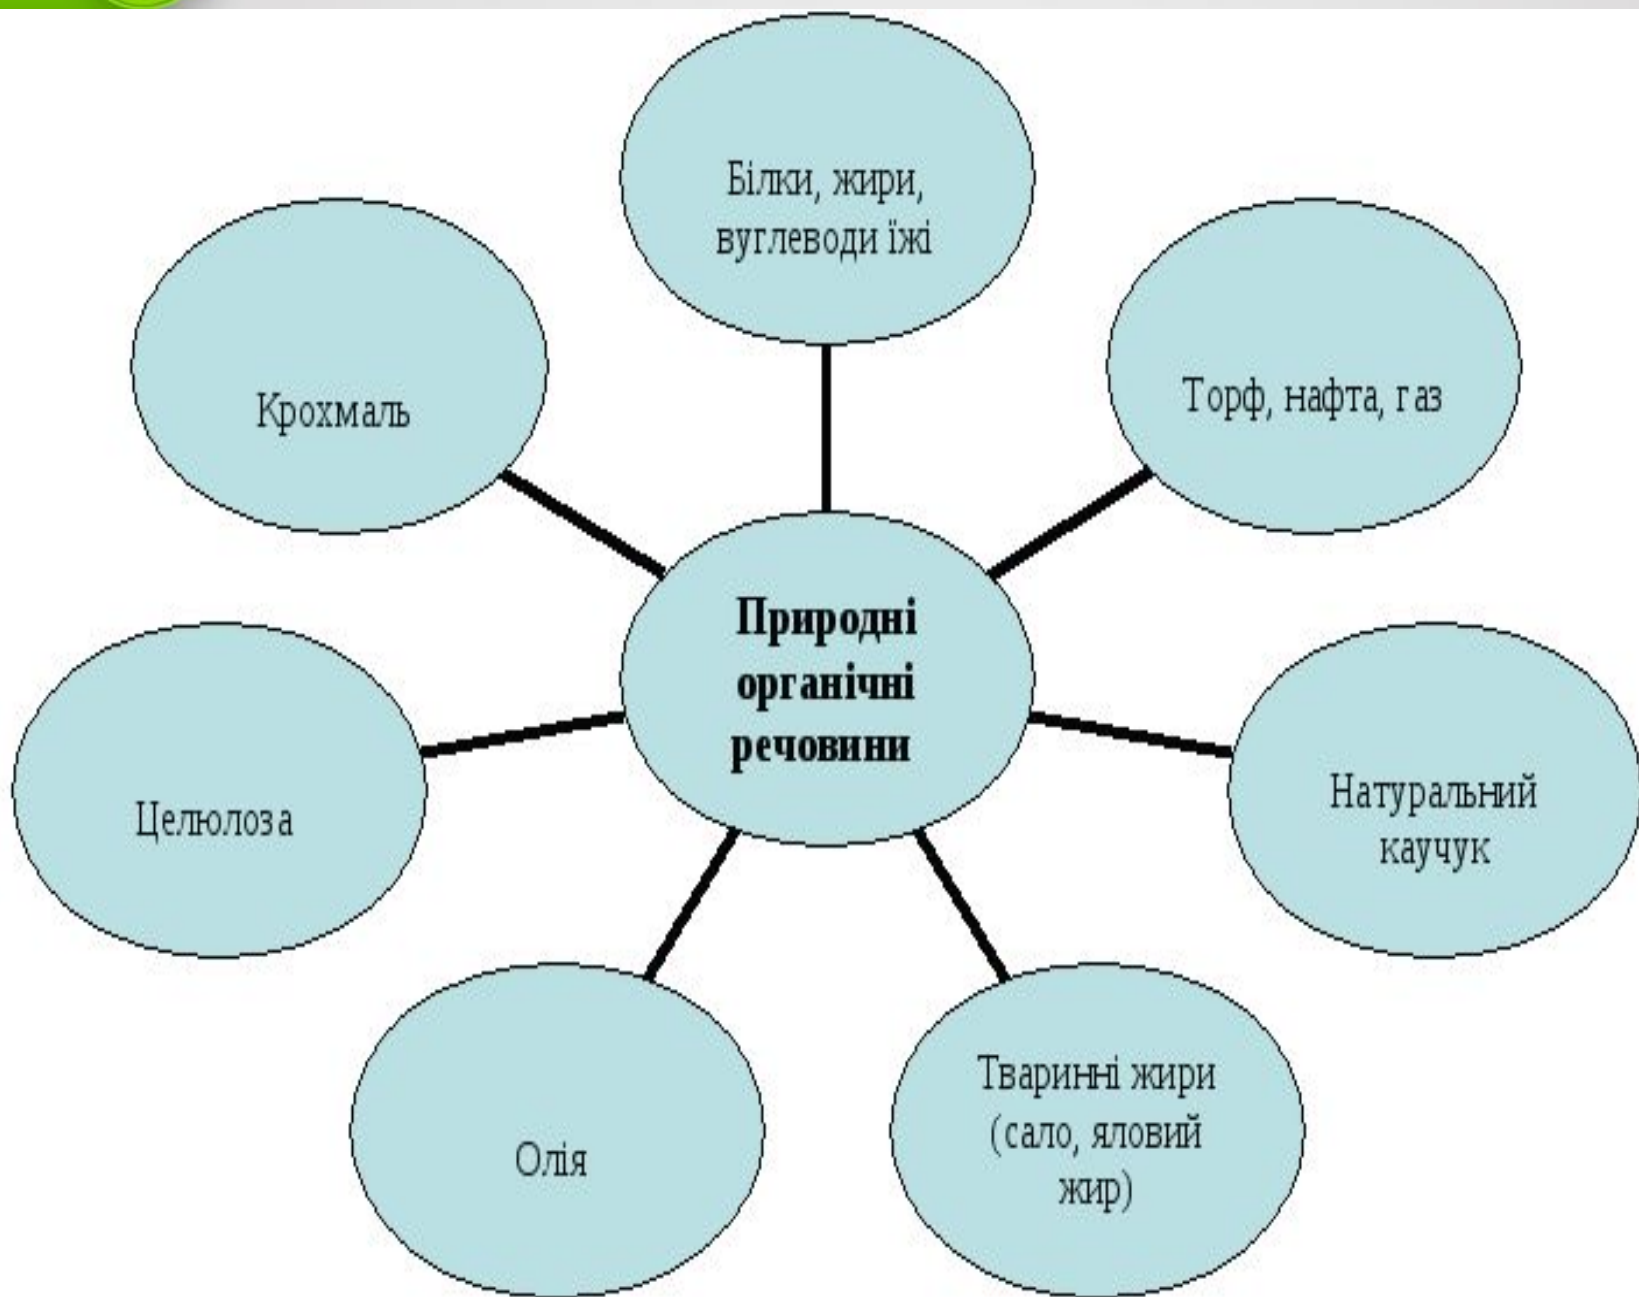 Білки, жири,
вуглеводи їжі
Крохмаль
Торф, нафта, газ
Природні
органічні
речовини
Целюлоза
Натуральний
каучук
Олія
Тваринні жири
(сало, яловий
жир)